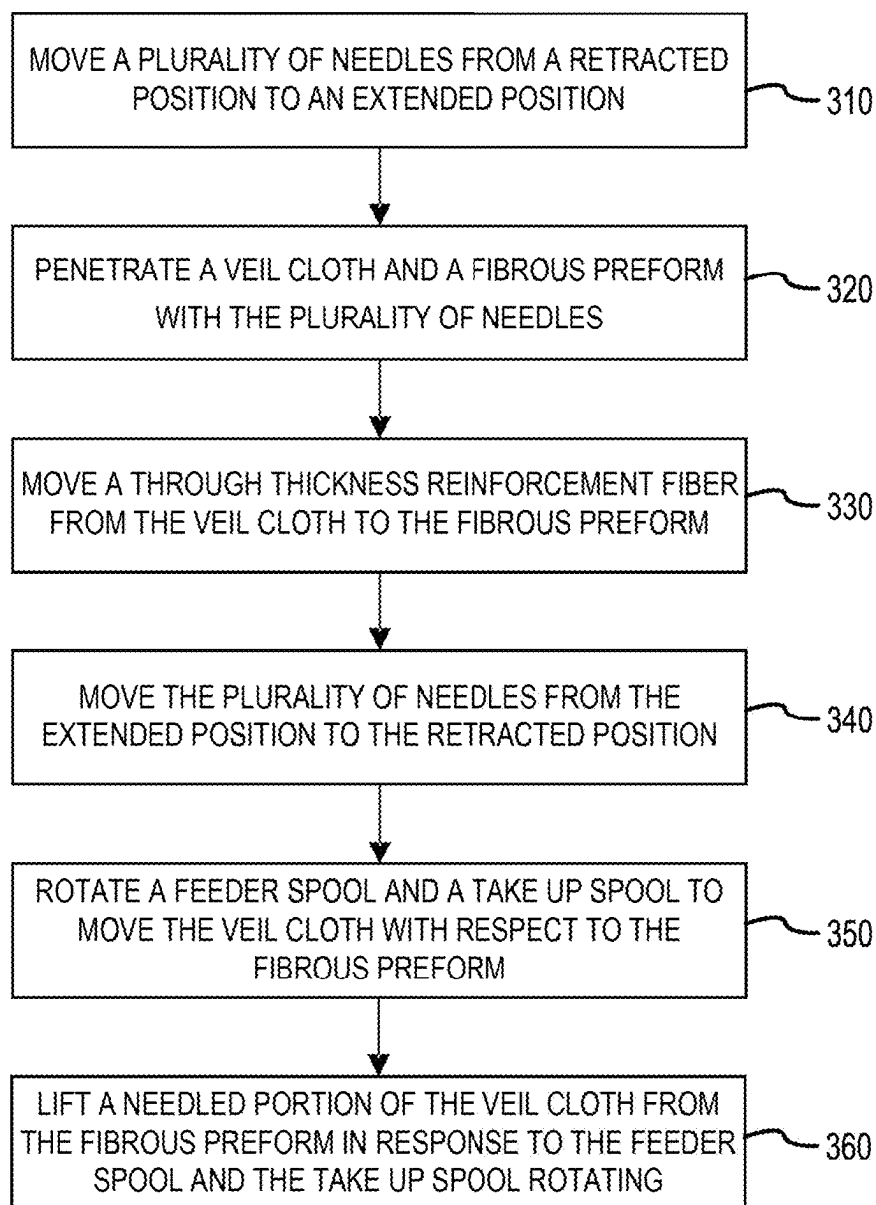 MOVE A PLURALITY OF NEEDLES FROM A RETRACTED
POSITION TO AN EXTENDED POSITION
310
PENETRATE A VEIL CLOTH AND A FIBROUS PREFORM
WITH THE PLURALITY OF NEEDLES
320
MOVE A THROUGH THICKNESS REINFORCEMENT FIBER
FROM THE VEIL CLOTH TO THE FIBROUS PREFORM
330
MOVE THE PLURALITY OF NEEDLES FROM THE
EXTENDED POSITION TO THE RETRACTED POSITION
340
ROTATE A FEEDER SPOOL AND A TAKE UP SPOOL TO
MOVE THE VEIL CLOTH WITH RESPECT TO THE
FIBROUS PREFORM
350
LIFT A NEEDLED PORTION OF THE VEIL CLOTH FROM
THE FIBROUS PREFORM IN RESPONSE TO THE FEEDER
SPOOL AND THE TAKE UP SPOOL ROTATING
360